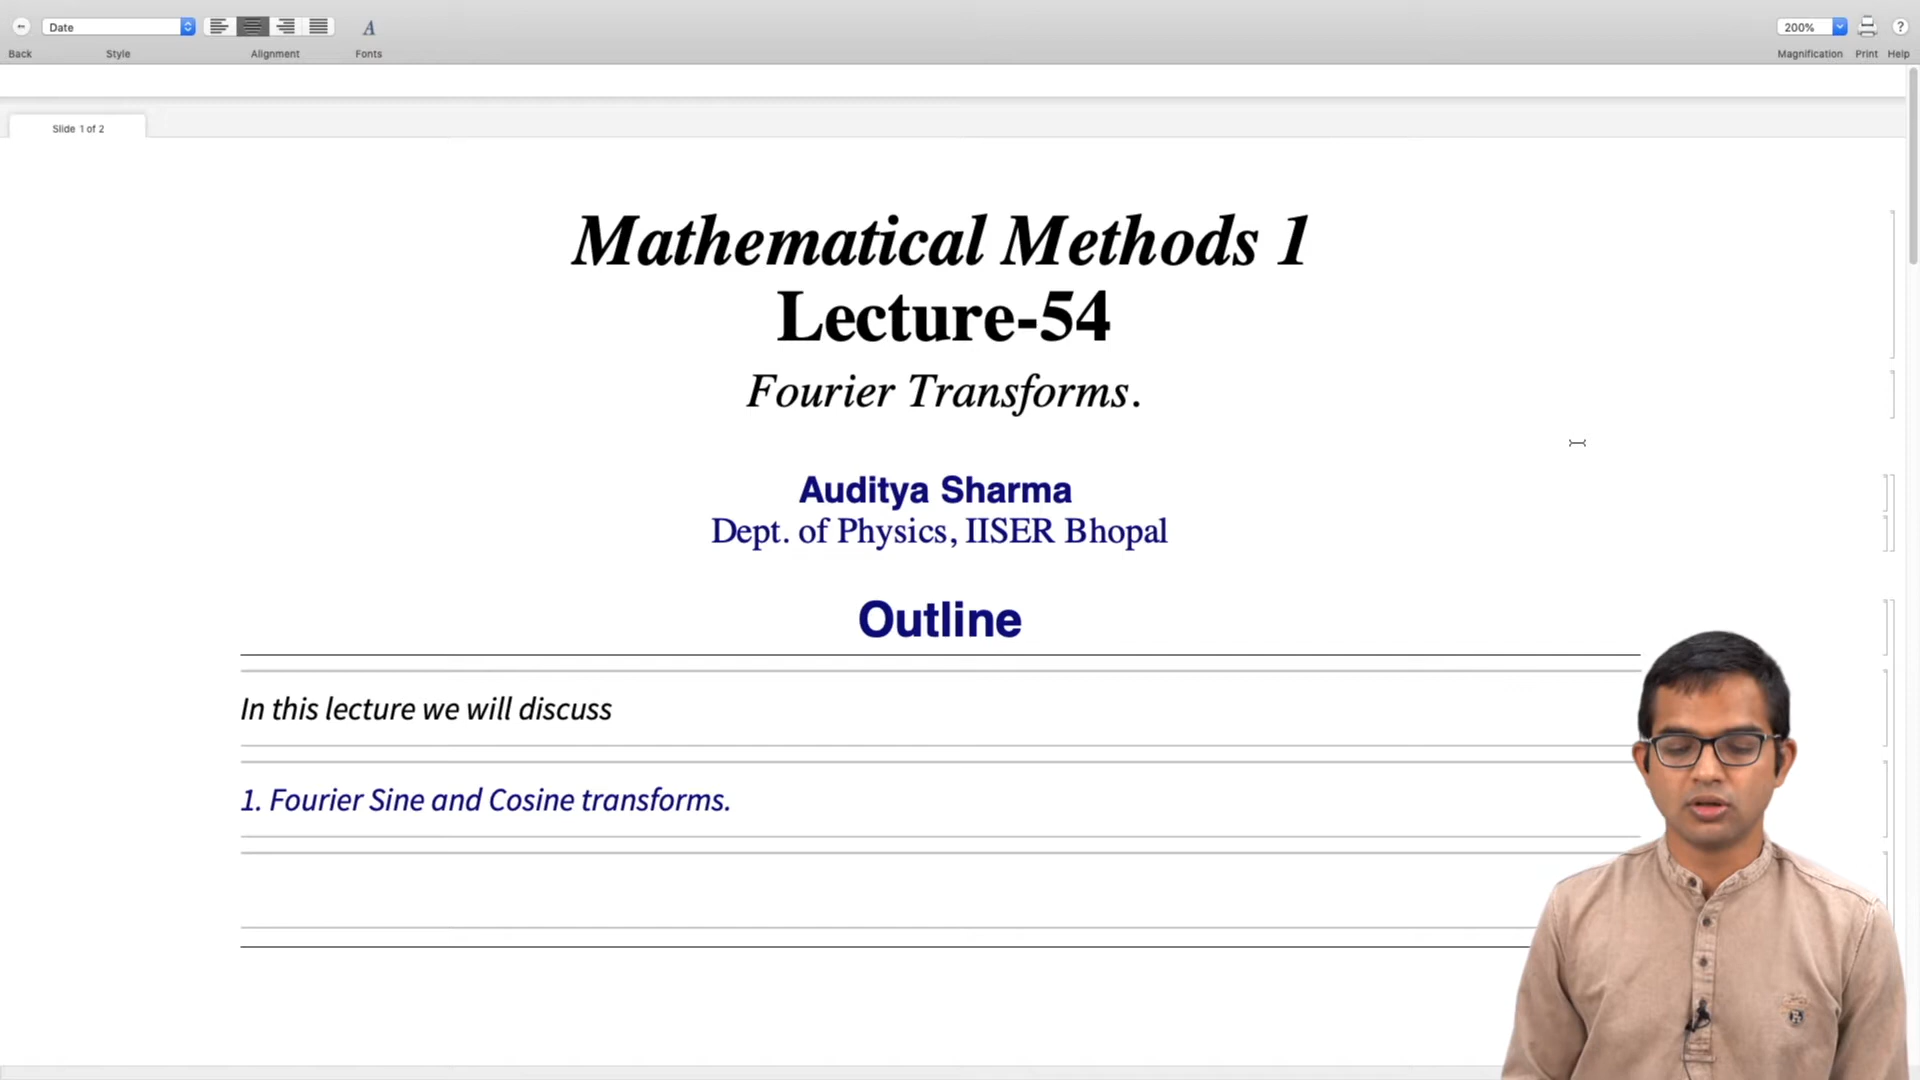 Date
200%
Back
Style
Alignment
Fonts
Magnification
Print
Help
Slide 1 of 2
Mathematical Methods 1
Lecture-54
Fourier Transforms.
Auditya Sharma
Dept. of Physics, IISER Bhopal
Outline
In this lecture we will discuss
1. Fourier Sine and Cosine transforms.